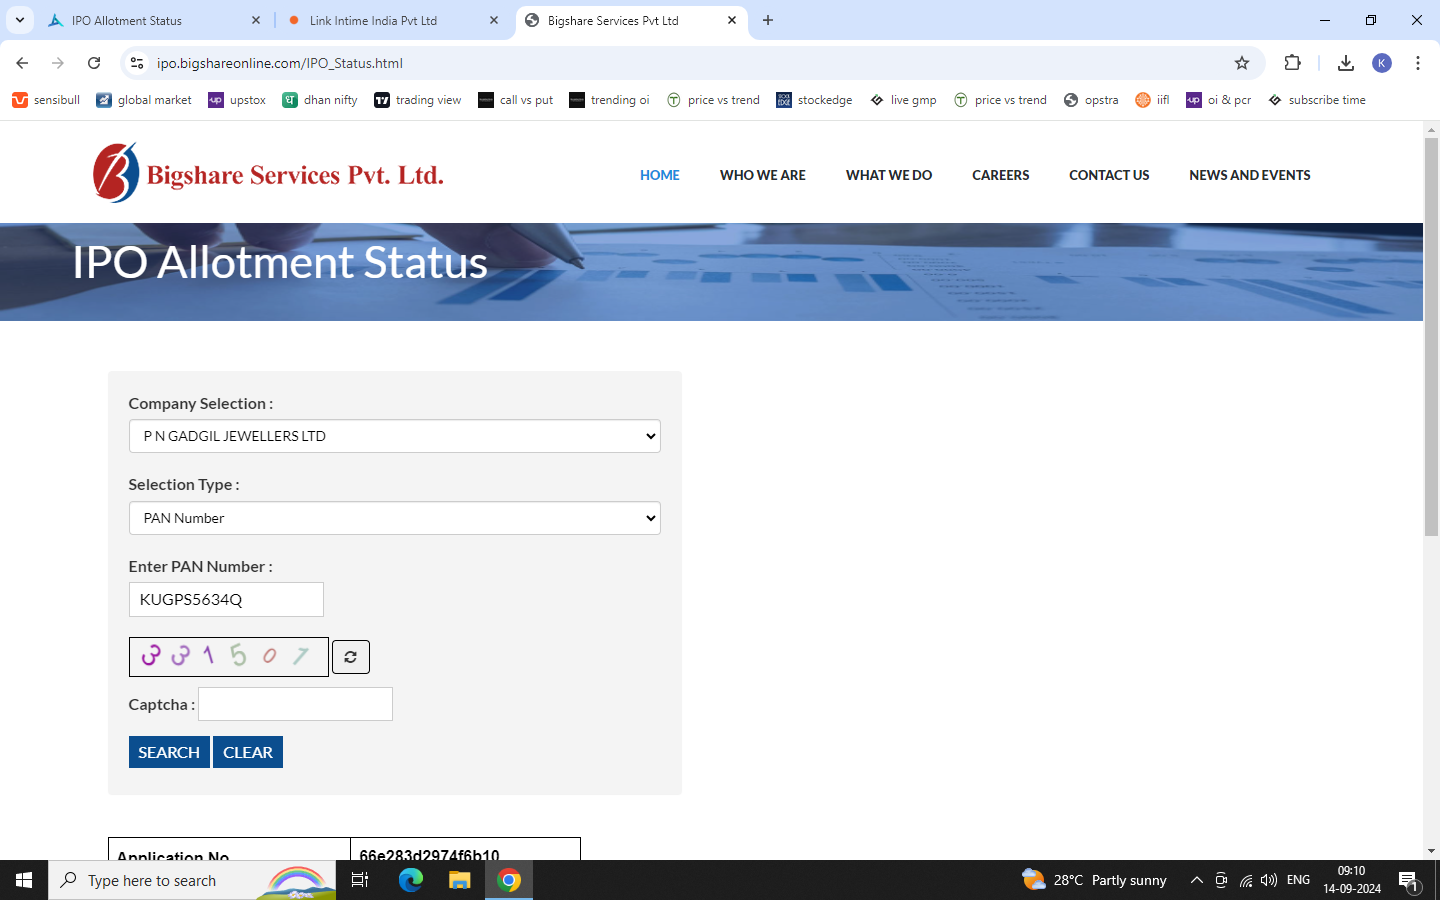 IPO Allotment Status
Link Intime India Pvt Ltd
Bigshare Services Pvt Ltd
ipo.bigshareonline.com/IPO_Status.html
K
sensibull
global market
upstox
dhan nifty
trading view
call vs put
trending oi
price vs trend
stockedge
live gmp
price vs trend
opstra
iifl
oi & pcr
subscribe time
Bigshare Services Pvt. Ltd.
HOME
WHO WE ARE
WHAT WE DO
CAREERS
CONTACT US
NEWS AND EVENTS
IPO Allotment Status
Company Selection :
P N GADGIL JEWELLERS LTD
Selection Type :
PAN Number
Enter PAN Number :
KUGPS5634Q
331507
Captcha :
SEARCH
CLEAR
Application No
66e283d2974f6b10
Type here to search
28°C Partly sunny
ENG
09:10
14-09-2024
1